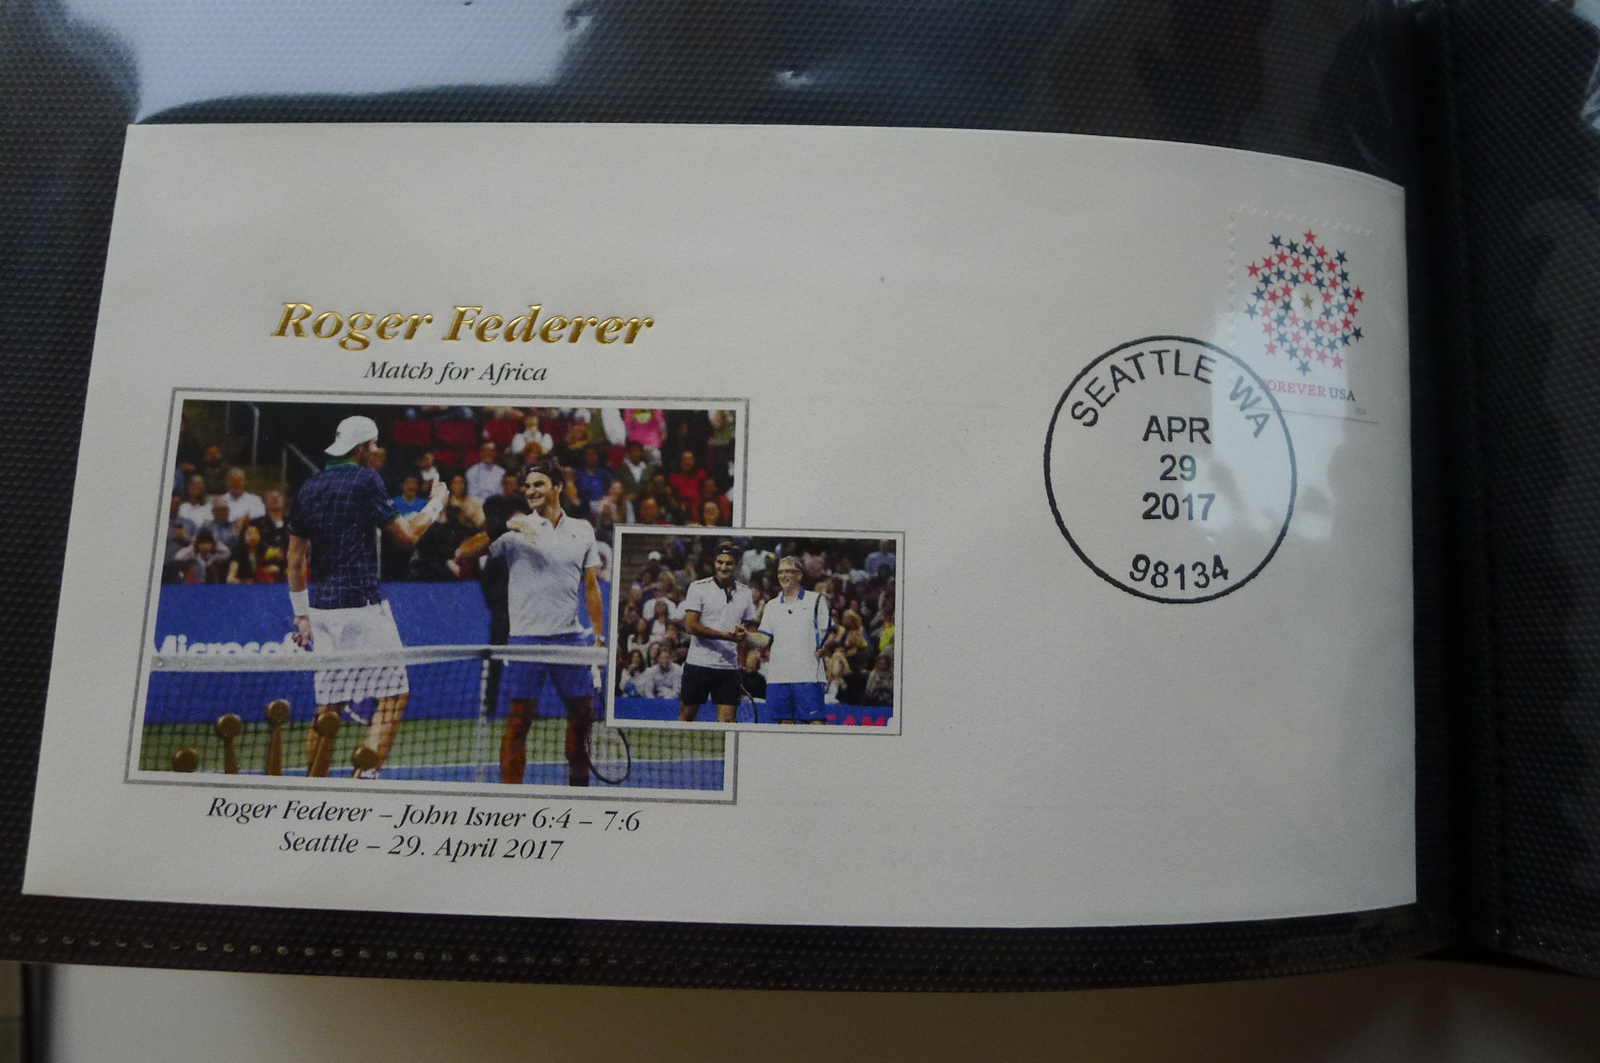 Roger Federer
Match for Africa
Microsoft
TEAM
Roger Federer – John Isner 6:4 – 7:6
Seattle – 29. April 2017
FOREVER USA
SEATTLE WA
APR
29
2017
98134